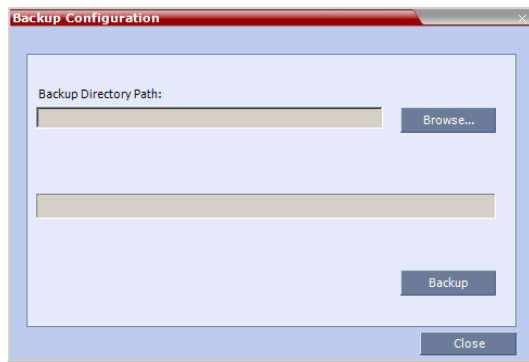 Backup Configuration
Backup Directory Path:
Browse...
Backup
Close